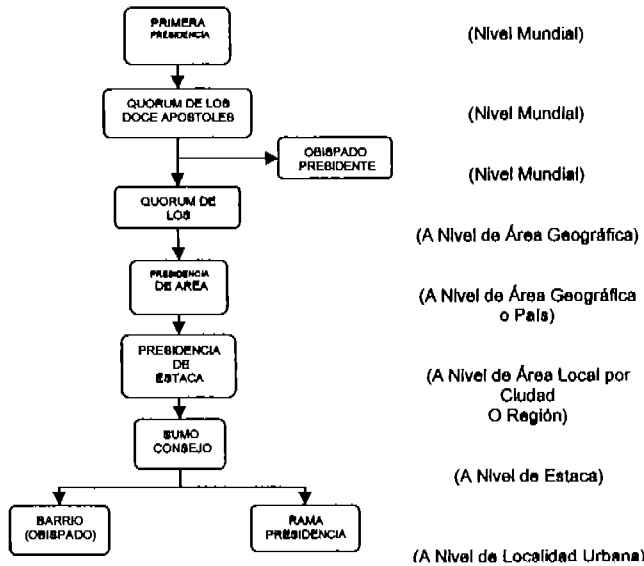 PRIMERA
PRESIDENCIA
(Nivel Mundial)
QUORUM DE LOS
DOCE APOSTOLES
(Nivel Mundial)
OBISPADO
PRESIDENTE
(Nivel Mundial)
QUORUM DE
LOS
(A Nivel de Área Geográfica)
PRESIDENCIA
DE AREA
(A Nivel de Área Geográfica
o País)
PRESIDENCIA
DE
ESTACA
(A Nivel de Área Local por
Ciudad
O Región)
SUMO
CONSEJO
(A Nivel de Estaca)
BARRIO
(OBISPADO)
RAMA
PRESIDENCIA
(A Nivel de Localidad Urbana)